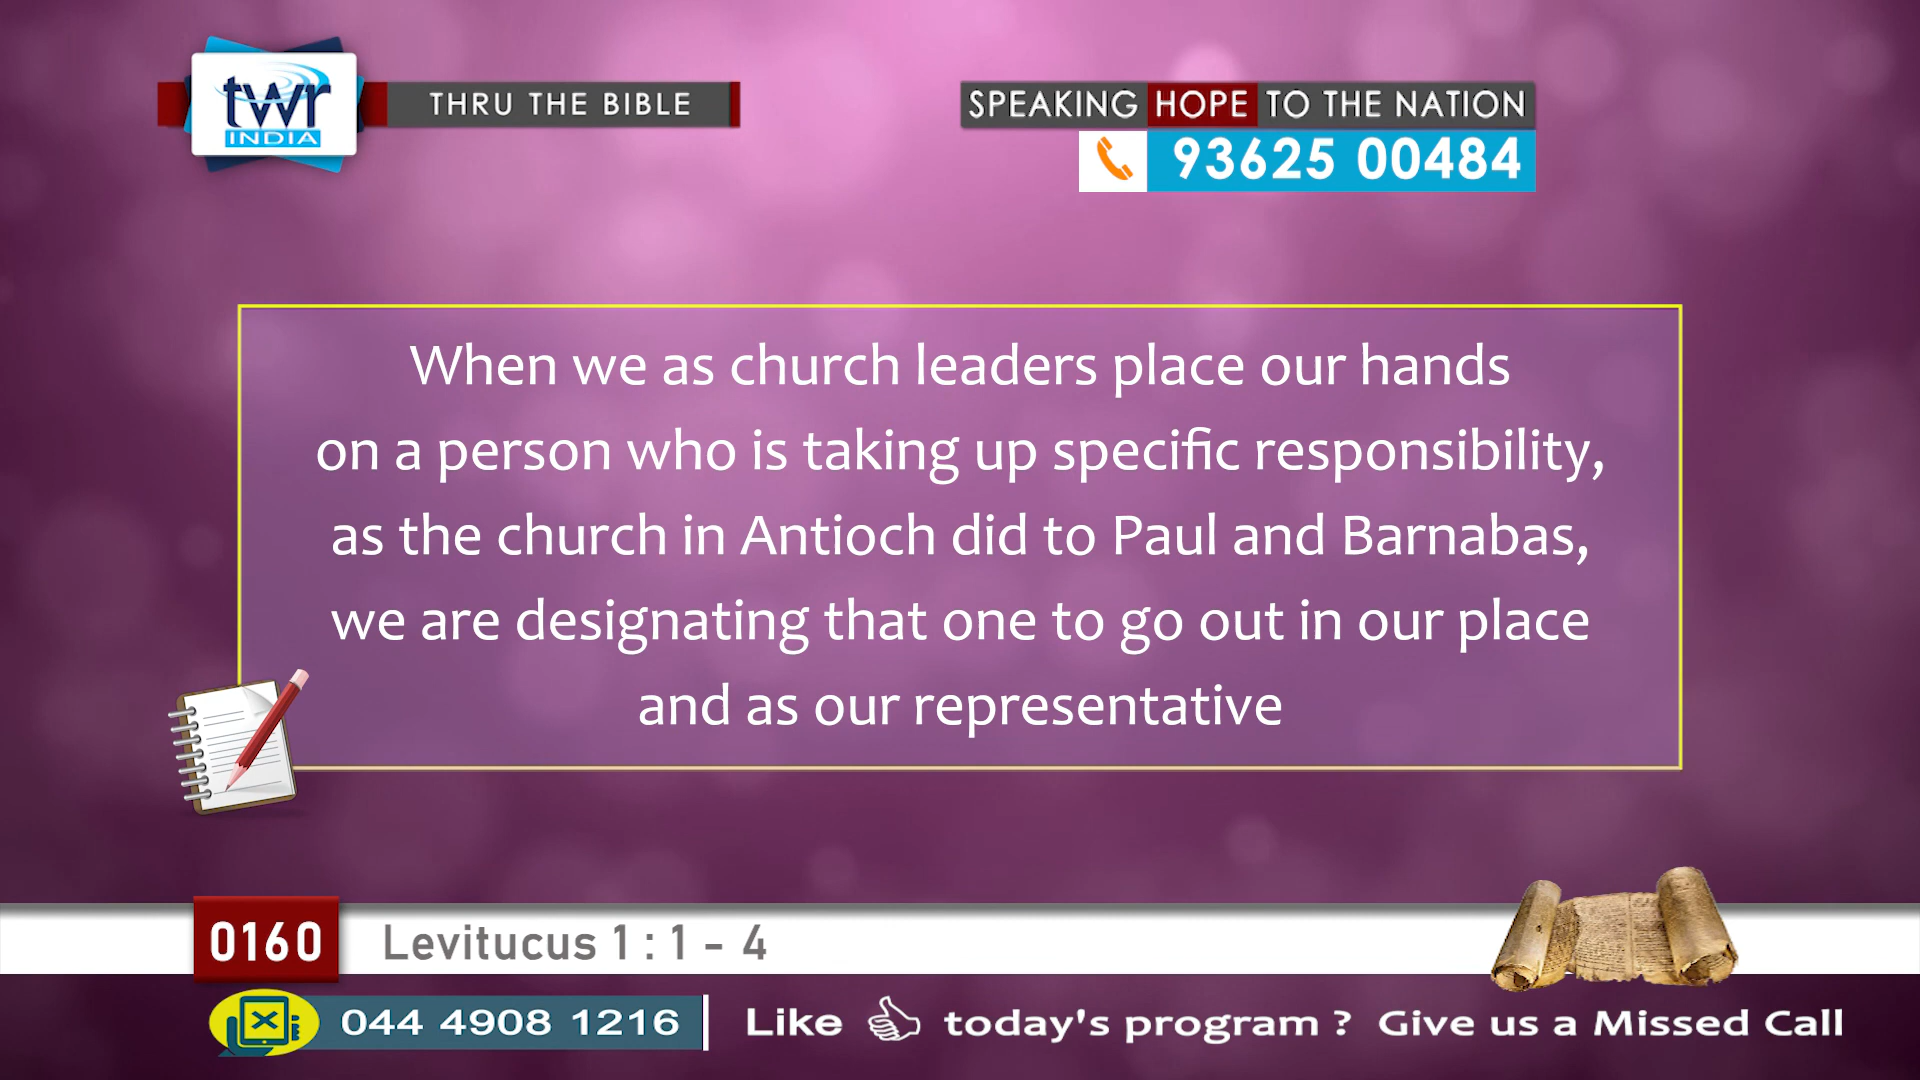 twr
INDIA
THRU THE BIBLE
SPEAKING HOPE TO THE NATION
93625 00484
When we as church leaders place our hands
on a person who is taking up specific responsibility,
as the church in Antioch did to Paul and Barnabas,
we are designating that one to go out in our place
and as our representative
0160
Levitucus 1 : 1 - 4
044 4908 1216
Like today's program ? Give us a Missed Call